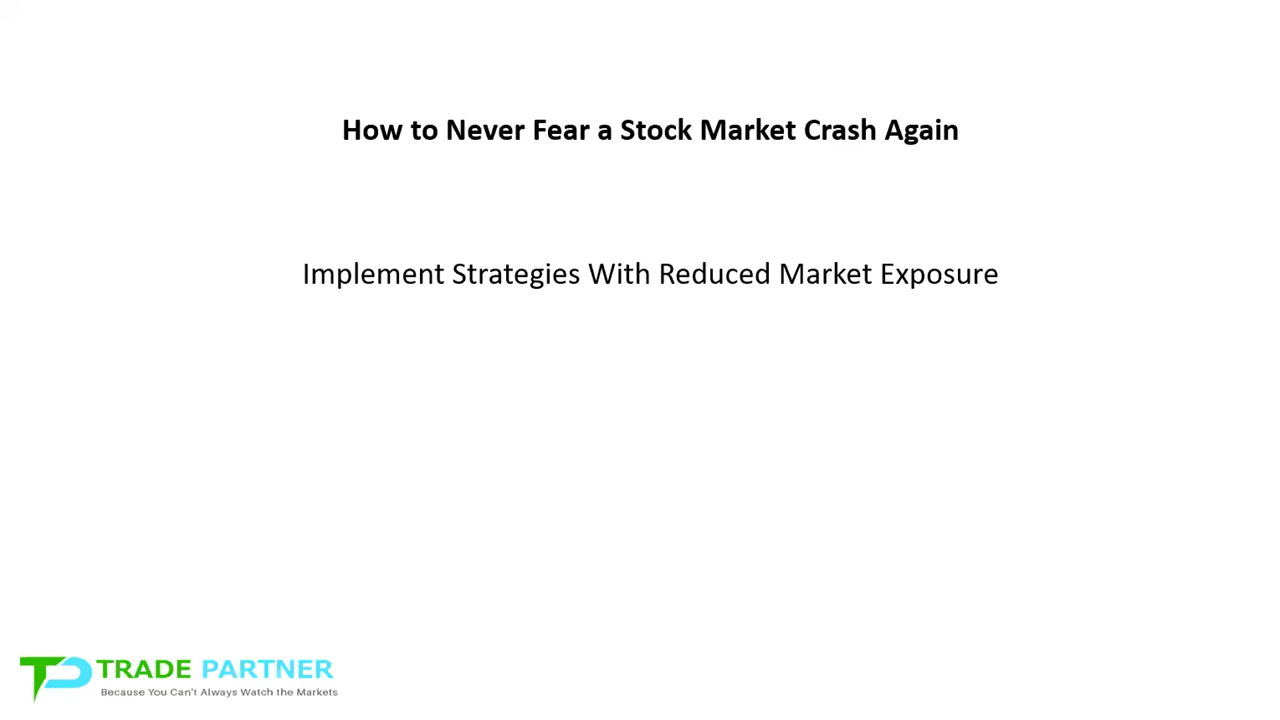 How to Never Fear a Stock Market Crash Again
Implement Strategies With Reduced Market Exposure
TRADE PARTNER
Because You Can't Always Watch the Markets